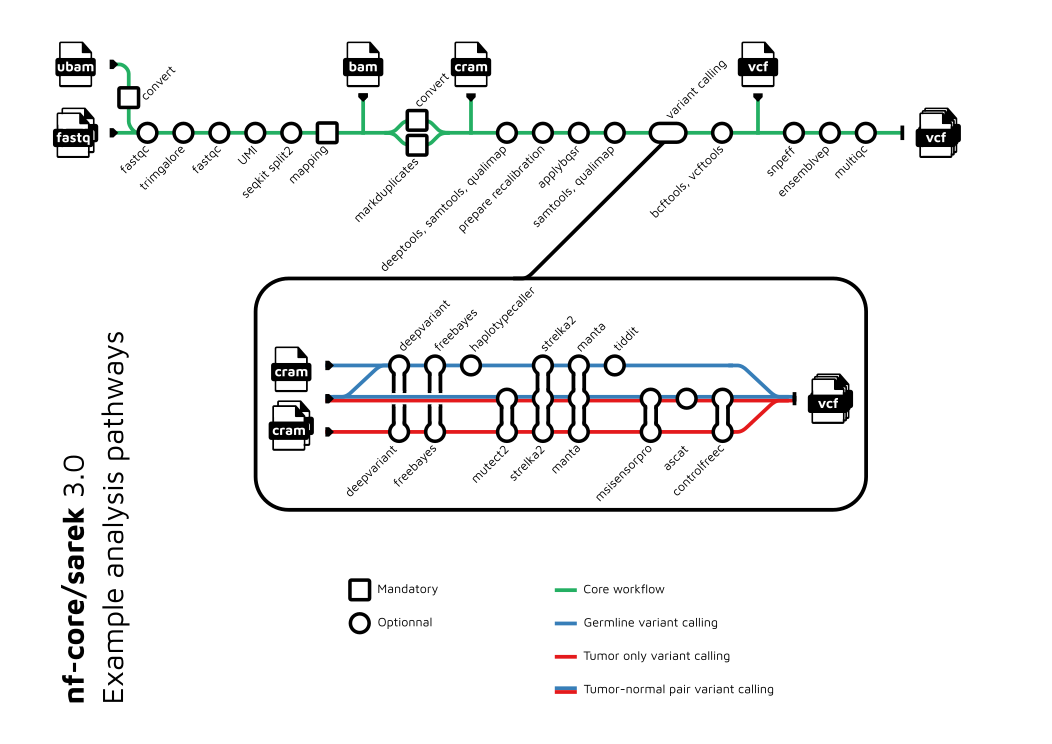 ubam
bam
cram
vcf
convert
convert
variant calling
fastq
vcf
fastqc
trimgalore
fastqc
UMI
seqkit split2
mapping
markduplicates
deeptools, samtools, qualimap
prepare recalibration
applybqsr
samtools, qualimap
bcftools, vcftools
snpeff
ensemblvep
multiqc
deepvariant
freebayes
haplotypecaller
strelka2
manta
tiddit
cram
cram
vcf
deepvariant
freebayes
mutect2
strelka2
manta
msisensorpro
ascat
controlfreec
nf-core/sarek 3.0
Example analysis pathways
Mandatory
Optionnal
Core workflow
Germline variant calling
Tumor only variant calling
Tumor-normal pair variant calling